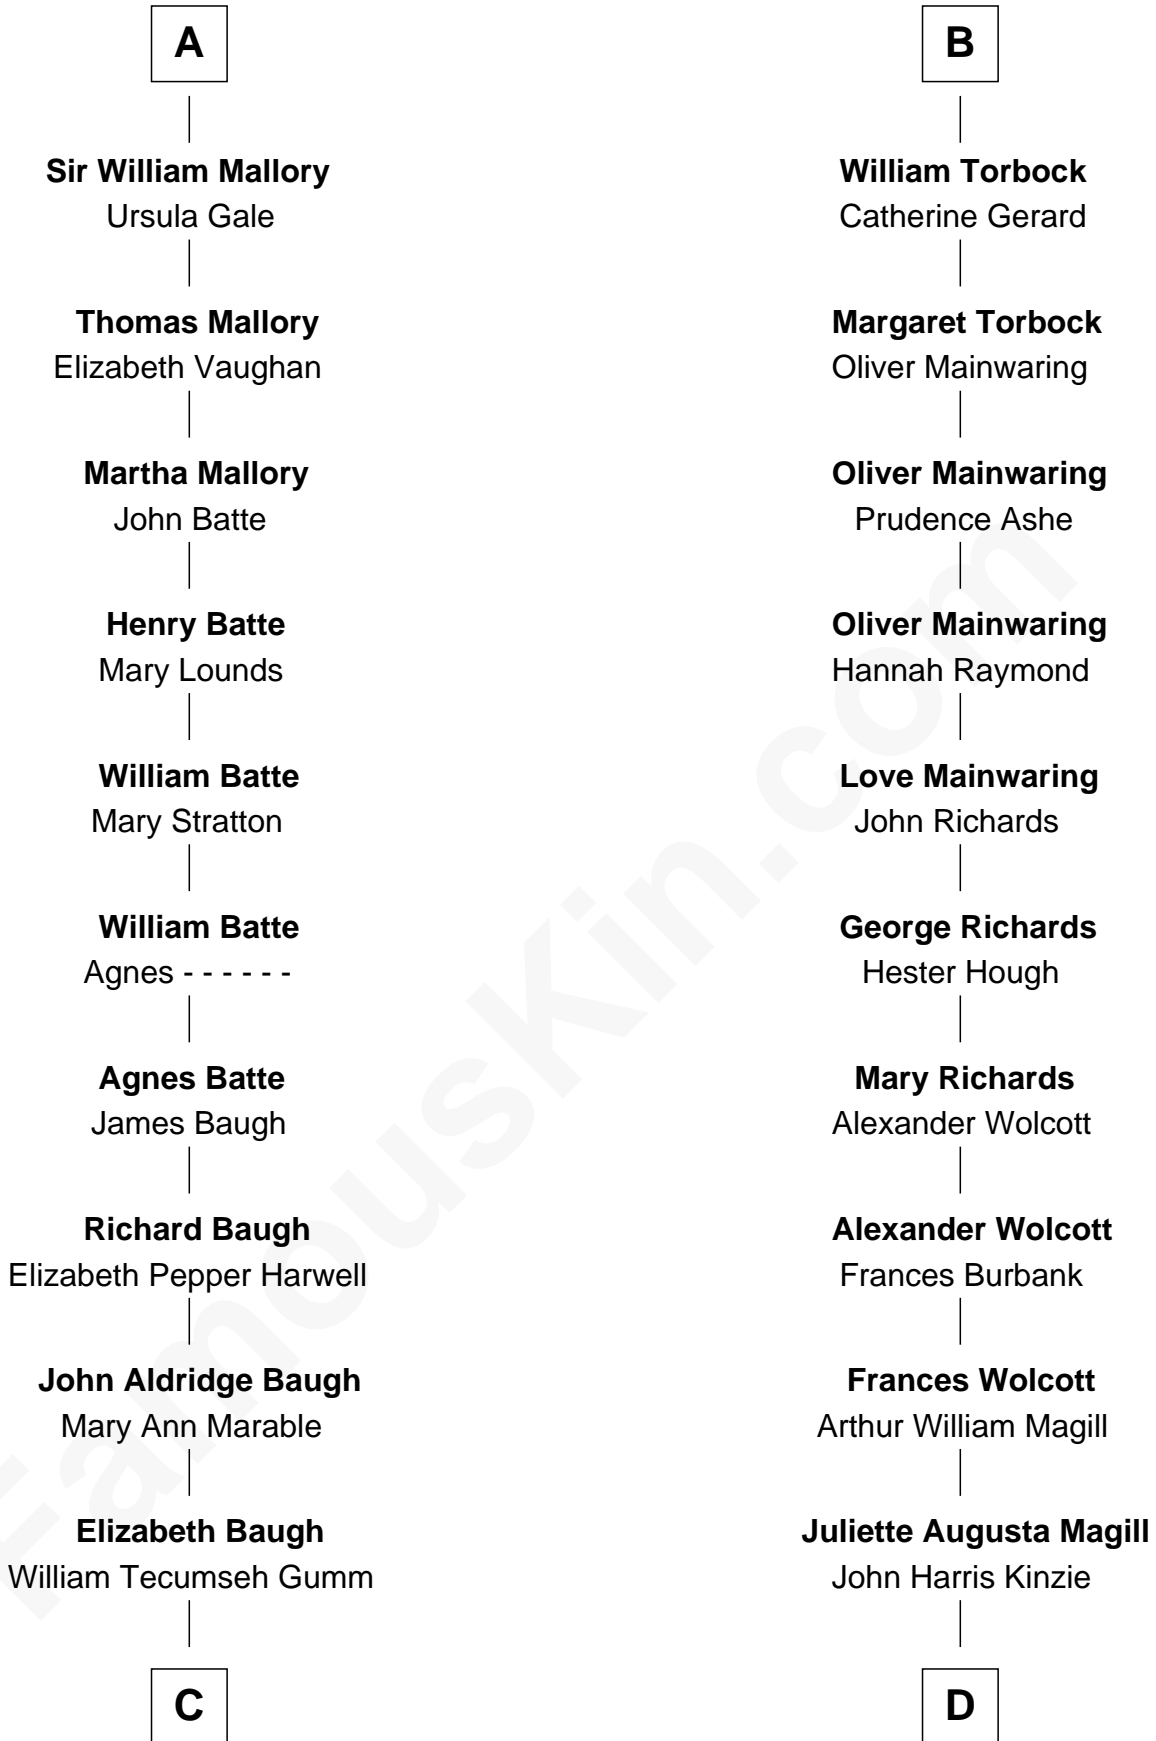 A
Sir William Mallory
Ursula Gale
Thomas Mallory
Elizabeth Vaughan
Martha Mallory
John Batte
Henry Batte
Mary Lounds
William Batte
Mary Stratton
William Batte
Agnes - - - - - -
Agnes Batte
James Baugh
Richard Baugh
Elizabeth Pepper Harwell
John Aldridge Baugh
Mary Ann Marable
Elizabeth Baugh
William Tecumseh Gumm
C
B
William Torbock
Catherine Gerard
Margaret Torbock
Oliver Mainwaring
Oliver Mainwaring
Prudence Ashe
Oliver Mainwaring
Hannah Raymond
Love Mainwaring
John Richards
George Richards
Hester Hough
Mary Richards
Alexander Wolcott
Alexander Wolcott
Frances Burbank
Frances Wolcott
Arthur William Magill
Juliette Augusta Magill
John Harris Kinzie
D
FamousKin.com